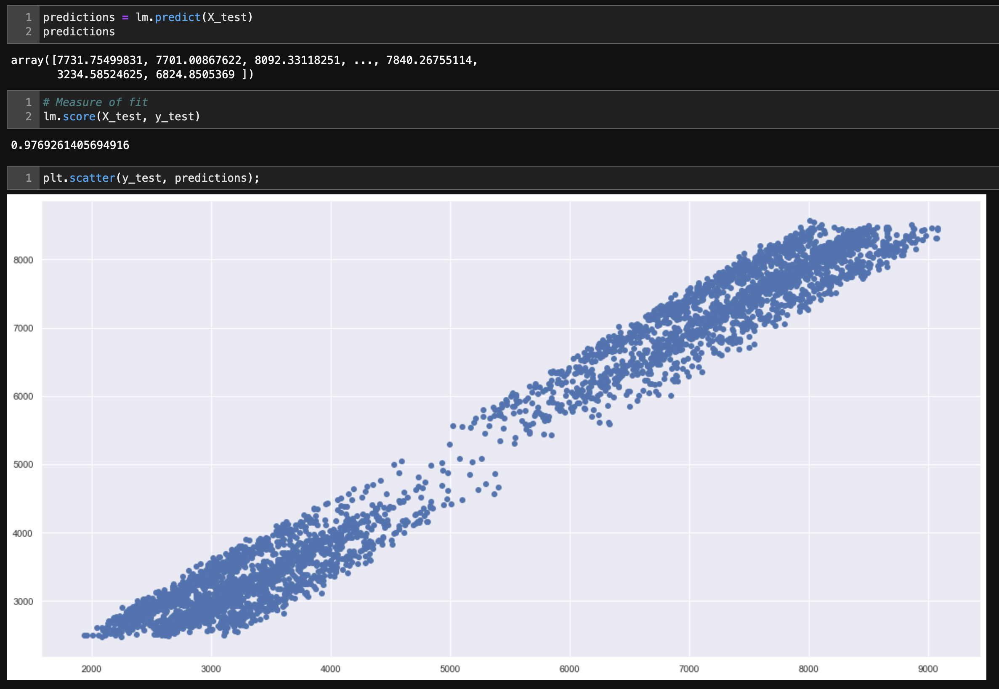 1 predictions = lm.predict(X_test)
2 predictions
array([7731.75499831, 7701.00867622, 8092.33118251, ..., 7840.26755114,
3234.58524625, 6824.8505369 ])
1 # Measure of fit
2 lm.score(X_test, y_test)
0.9769261405694916
1 plt.scatter(y_test, predictions);
8000
7000
6000
5000
4000
3000
2000 3000 4000 5000 6000 7000 8000 9000